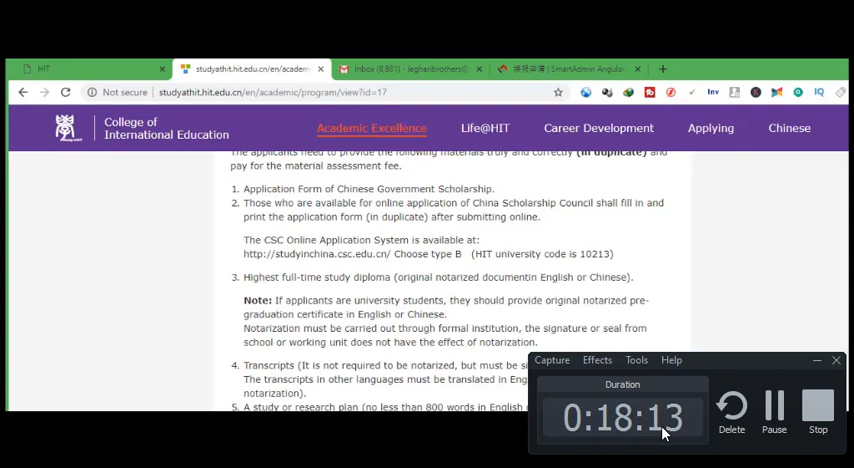 HIT
studyathit.hit.edu.cn/en/academ
Inbox (8,881) - legharibrothers@
填报申请 | SmartAdmin Angular
Not secure
studyathit.hit.edu.cn/en/academic/program/view?id=17
Inv
IQ
College of
International Education
Academic Excellence
Life@HIT
Career Development
Applying
Chinese
The applicants need to provide the following materials truly and correctly (in duplicate) and
pay for the material assessment fee.
1. Application Form of Chinese Government Scholarship.
2. Those who are available for online application of China Scholarship Council shall fill in and
print the application form (in duplicate) after submitting online.
The CSC Online Application System is available at:
http://studyinchina.csc.edu.cn/ Choose type B (HIT university code is 10213)
3. Highest full-time study diploma (original notarized documentin English or Chinese).
Note: If applicants are university students, they should provide original notarized pre-
graduation certificate in English or Chinese.
Notarization must be carried out through formal institution, the signature or seal from
school or working unit does not have the effect of notarization.
4. Transcripts (It is not required to be notarized, but must be si
The transcripts in other languages must be translated in Eng
notarization).
5. A study or research plan (no less than 800 words in English
Capture
Effects
Tools
Help
Duration
0:18:13
Delete
Pause
Stop